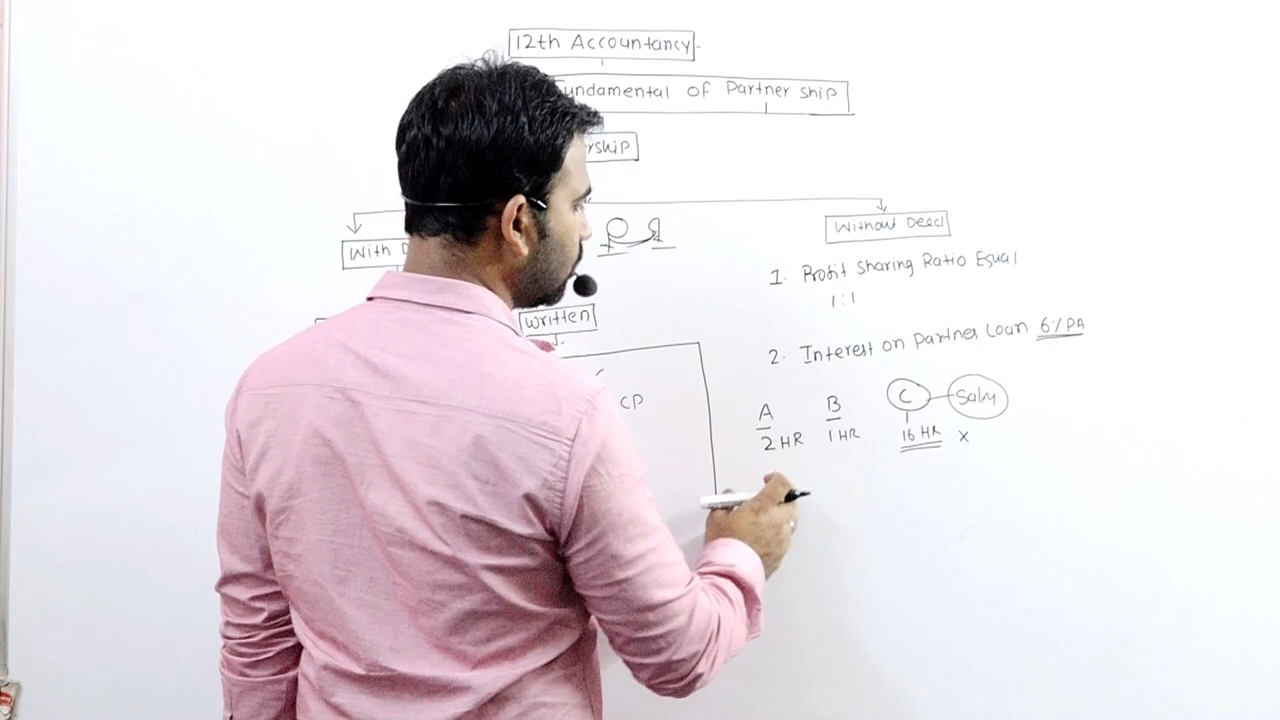 12th Accountancy
Fundamental of Partner ship
rship
With D
Without Deed
1. Profit Sharing Ratio Equal
1:1
Written
2. Interest on Partner Loan 6% PA
CP
A B C Salry
2 HR 1 HR 16 HR X